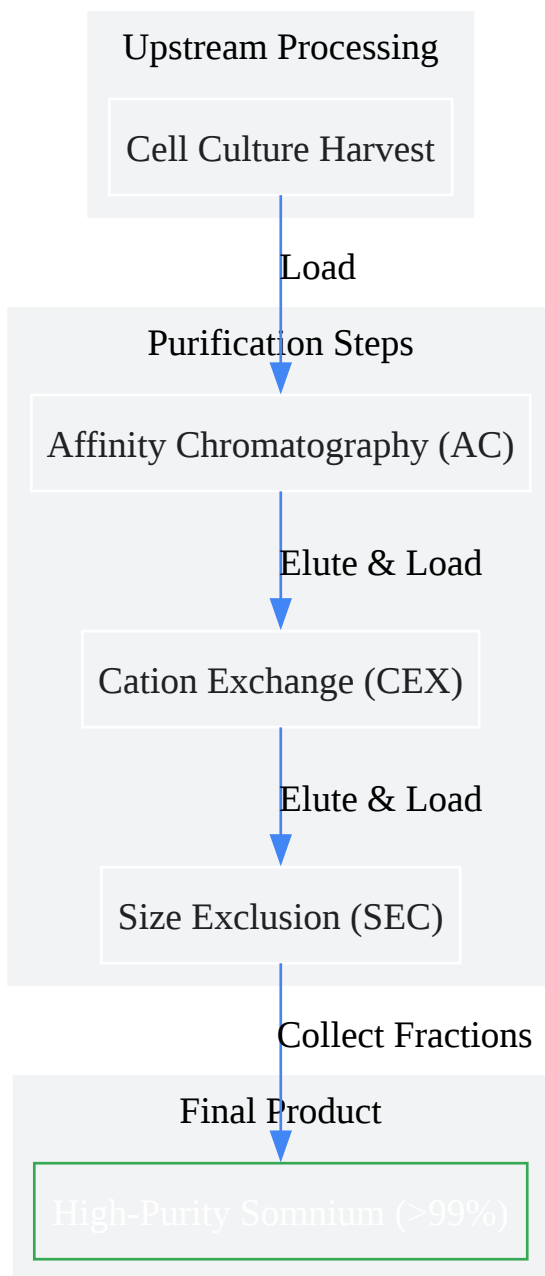 Upstream Processing
Cell Culture Harvest
Load
Purification Steps
Affinity Chromatography (AC)
Elute & Load
Cation Exchange (CEX)
Elute & Load
Size Exclusion (SEC)
Collect Fractions
Final Product
High-Purity Somnium (>99%)